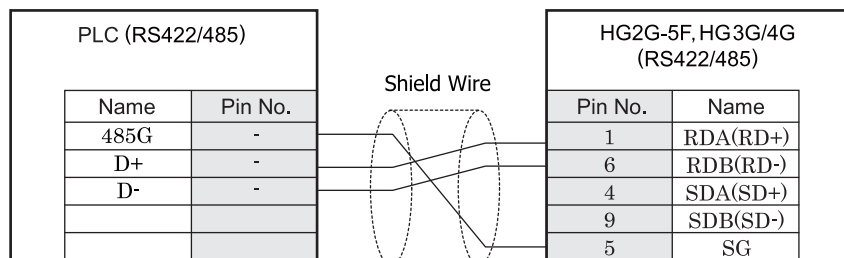 PLC (RS422/485)
HG2G-5F, HG3G/4G
(RS422/485)
Shield Wire
Name Pin No.
485G -
D+ -
D- -
Pin No. Name
1 RDA(RD+)
6 RDB(RD-)
4 SDA(SD+)
9 SDB(SD-)
5 SG